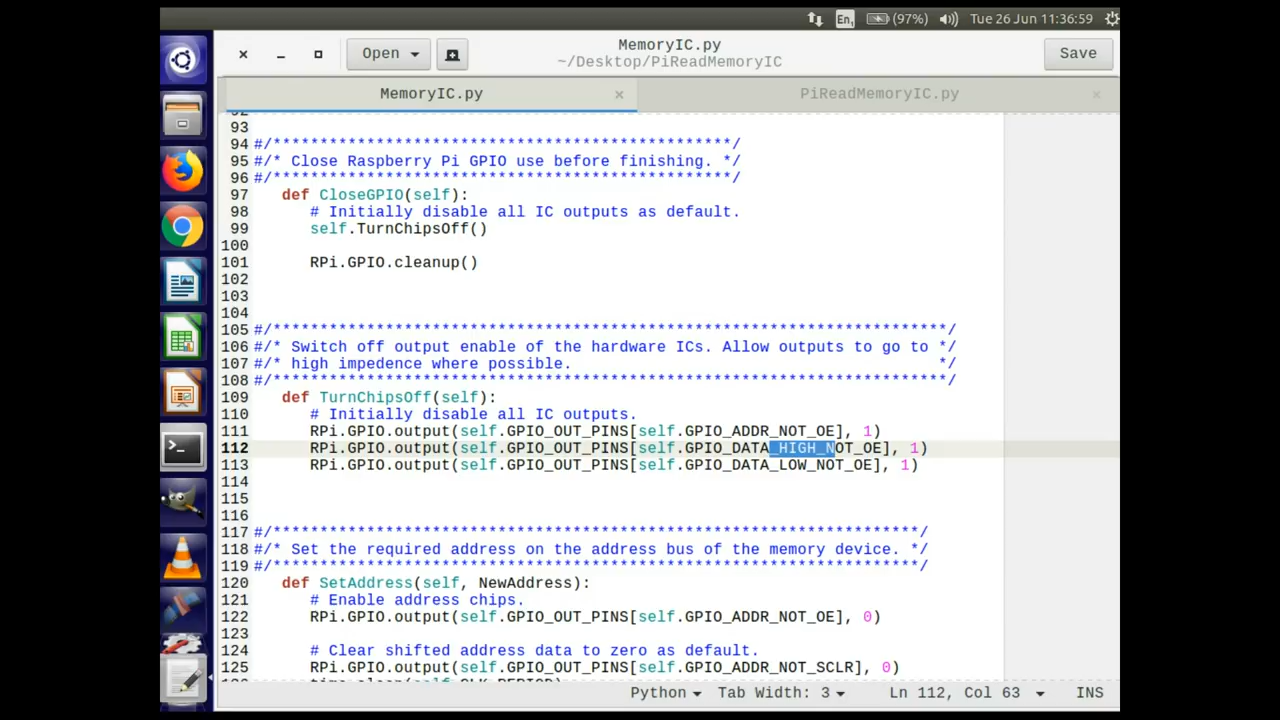 En₁ (97%) Tue 26 Jun 11:36:59
Open MemoryIC.py ~/Desktop/PiReadMemoryIC Save
MemoryIC.py × PiReadMemoryIC.py ×
92
93
94 #/*************************************************/
95 #/* Close Raspberry Pi GPIO use before finishing. */
96 #/*************************************************/
97 def CloseGPIO(self):
98 # Initially disable all IC outputs as default.
99 self.TurnChipsOff()
100
101 RPi.GPIO.cleanup()
102
103
104
105 #/************************************************************************/
106 #/* Switch off output enable of the hardware ICs. Allow outputs to go to */
107 #/* high impedence where possible. */
108 #/************************************************************************/
109 def TurnChipsOff(self):
110 # Initially disable all IC outputs.
111 RPi.GPIO.output(self.GPIO_OUT_PINS[self.GPIO_ADDR_NOT_OE], 1)
112 RPi.GPIO.output(self.GPIO_OUT_PINS[self.GPIO_DATA_HIGH_NOT_OE], 1)
113 RPi.GPIO.output(self.GPIO_OUT_PINS[self.GPIO_DATA_LOW_NOT_OE], 1)
114
115
116
117 #/*********************************************************************/
118 #/* Set the required address on the address bus of the memory device. */
119 #/*********************************************************************/
120 def SetAddress(self, NewAddress):
121 # Enable address chips.
122 RPi.GPIO.output(self.GPIO_OUT_PINS[self.GPIO_ADDR_NOT_OE], 0)
123
124 # Clear shifted address data to zero as default.
125 RPi.GPIO.output(self.GPIO_OUT_PINS[self.GPIO_ADDR_NOT_SCLR], 0)
126 time.sleep(self.CLK_PERIOD)
Python Tab Width: 3 Ln 112, Col 63 INS